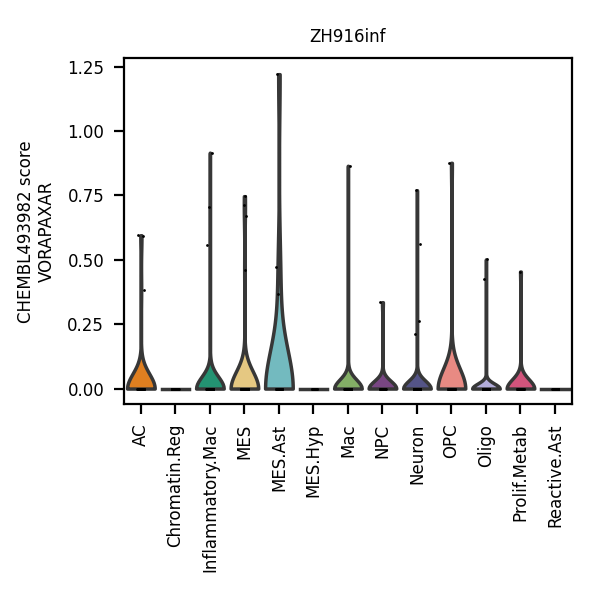 ZH916inf
CHEMBL493982 score
VORAPAXAR
1.25
1.00
0.75
0.50
0.25
0.00
AC
Chromatin.Reg
Inflammatory.Mac
MES
MES.Ast
MES.Hyp
Mac
NPC
Neuron
OPC
Oligo
Prolif.Metab
Reactive.Ast